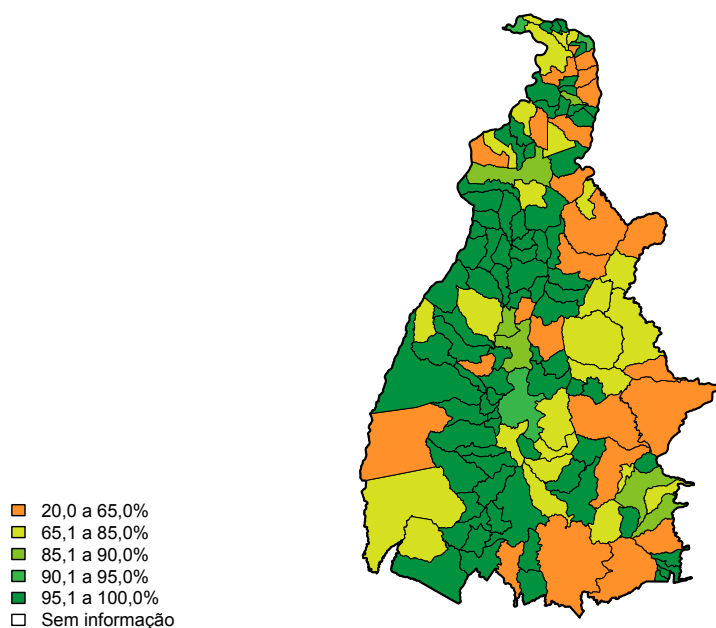 20,0 a 65,0%
65,1 a 85,0%
85,1 a 90,0%
90,1 a 95,0%
95,1 a 100,0%
Sem informação